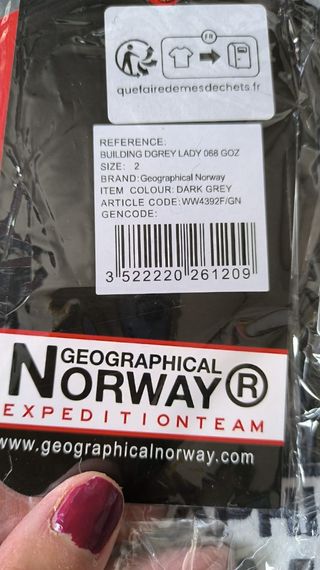 FR
quefairedemesdechets.fr
REFERENCE:
BUILDING DGREY LADY 068 GOZ
SIZE: 2
BRAND: Geographical Norway
ITEM COLOUR: DARK GREY
ARTICLE CODE: WW4392F/GN
GENCODE:
3 522220 261209
GEOGRAPHICAL
NORWAY®
EXPEDITIONTEAM
www.geographicalnorway.com